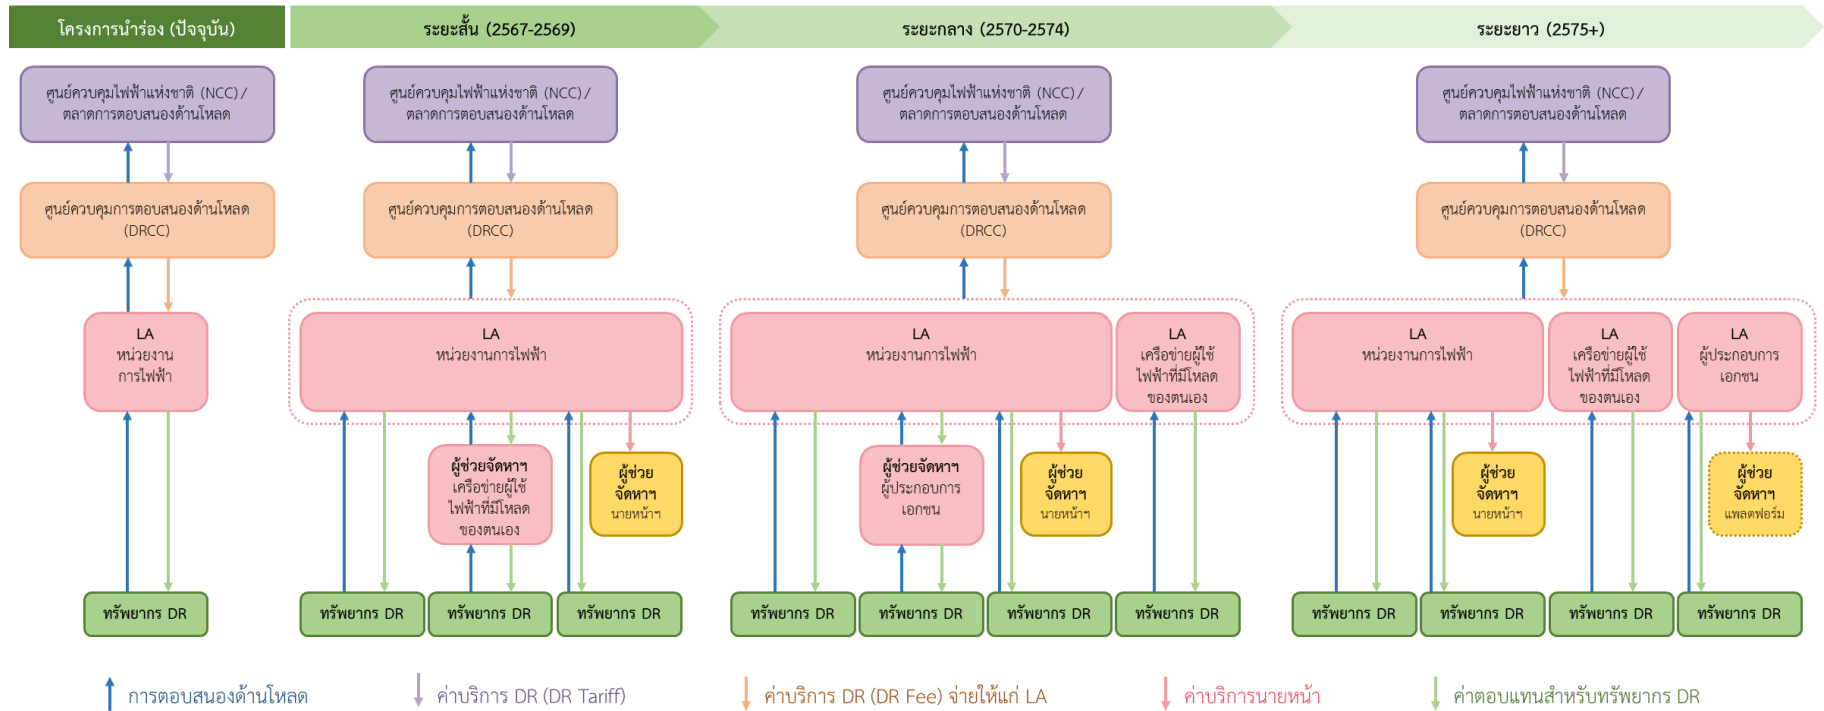 โครงการนำร่อง (ปัจจุบัน)
ระยะสั้น (2567-2569)
ระยะกลาง (2570-2574)
ระยะยาว (2575+)
ศูนย์ควบคุมไฟฟ้าแห่งชาติ (NCC)/
ตลาดการตอบสนองด้านโหลด
ศูนย์ควบคุมไฟฟ้าแห่งชาติ (NCC)/
ตลาดการตอบสนองด้านโหลด
ศูนย์ควบคุมไฟฟ้าแห่งชาติ (NCC)/
ตลาดการตอบสนองด้านโหลด
ศูนย์ควบคุมไฟฟ้าแห่งชาติ (NCC)/
ตลาดการตอบสนองด้านโหลด
ศูนย์ควบคุมการตอบสนองด้านโหลด
(DRCC)
ศูนย์ควบคุมการตอบสนองด้านโหลด
(DRCC)
ศูนย์ควบคุมการตอบสนองด้านโหลด
(DRCC)
ศูนย์ควบคุมการตอบสนองด้านโหลด
(DRCC)
LA
หน่วยงาน
การไฟฟ้า
LA
หน่วยงานการไฟฟ้า
LA
หน่วยงานการไฟฟ้า
LA
เครือข่ายผู้ใช้
ไฟฟ้าที่มีโหลด
ของตนเอง
LA
หน่วยงานการไฟฟ้า
LA
เครือข่ายผู้ใช้
ไฟฟ้าที่มีโหลด
ของตนเอง
LA
ผู้ประกอบการ
เอกชน
ผู้ช่วยจัดหาฯ
เครือข่ายผู้ใช้
ไฟฟ้าที่มีโหลด
ของตนเอง
ผู้ช่วย
จัดหาฯ
นายหน้าฯ
ผู้ช่วยจัดหาฯ
ผู้ประกอบการ
เอกชน
ผู้ช่วย
จัดหาฯ
นายหน้าฯ
ผู้ช่วย
จัดหาฯ
นายหน้าฯ
ผู้ช่วย
จัดหาฯ
แพลตฟอร์ม
ทรัพยากร DR
ทรัพยากร DR
ทรัพยากร DR
ทรัพยากร DR
ทรัพยากร DR
ทรัพยากร DR
ทรัพยากร DR
ทรัพยากร DR
ทรัพยากร DR
ทรัพยากร DR
ทรัพยากร DR
ทรัพยากร DR
การตอบสนองด้านโหลด
ค่าบริการ DR (DR Tariff)
ค่าบริการ DR (DR Fee) จ่ายให้แก่ LA
ค่าบริการนายหน้า
ค่าตอบแทนสำหรับทรัพยากร DR